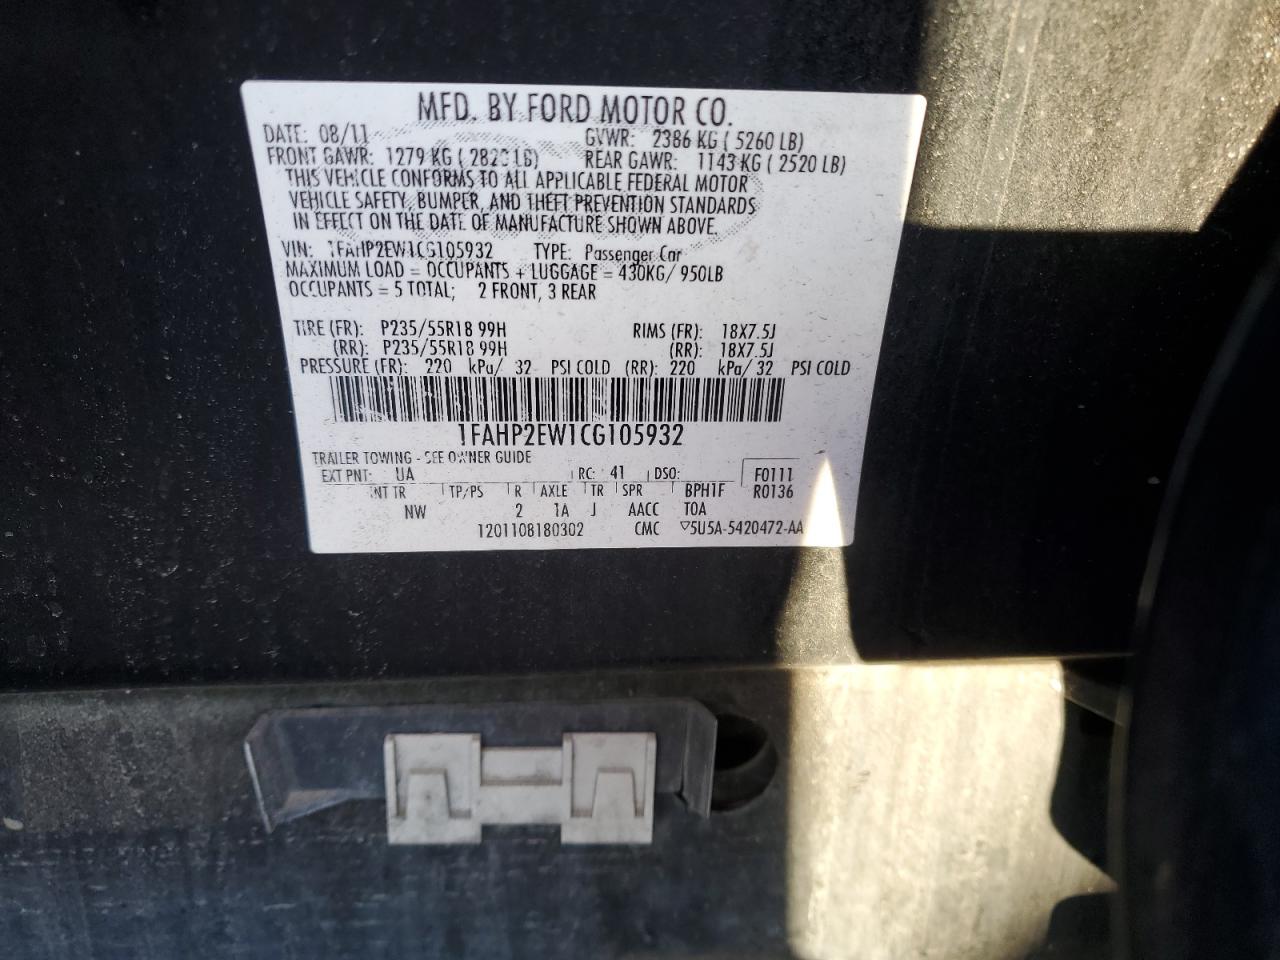 MFD. BY FORD MOTOR CO.
DATE: 08/11 GVWR: 2386 KG ( 5260 LB)
FRONT GAWR: 1279 KG ( LB) REAR GAWR: 1143 KG ( 2520 LB)
THIS VEHICLE CONFORMS TO ALL APPLICABLE FEDERAL MOTOR
VEHICLE SAFETY, BUMPER, AND THEFT PREVENTION STANDARDS
IN EFFECT ON THE DATE OF MANUFACTURE SHOWN ABOVE.
VIN: 1FAHP2EW1CG105932 TYPE: Passenger Car
MAXIMUM LOAD = OCCUPANTS + LUGGAGE = 430KG/ 950LB
OCCUPANTS = 5 TOTAL; 2 FRONT, 3 REAR
TIRE (FR): P235/55R18 99H RIMS (FR): 18X7.5J
(RR): P235/55R18 99H (RR): 18X7.5J
PRESSURE (FR): 220 kPa/ 32 PSI COLD (RR): 220 kPa/ 32 PSI COLD
1FAHP2EW1CG105932
TRAILER TOWING - SEE OWNER GUIDE
EXT PNT: UA RC: 41 DSO: F0111
INT TR TP/PS R AXLE TR SPR BPH1F R0136
NW 2 1A J AACC TOA
1201108180302 CMC ▽5U5A-5420472-AA